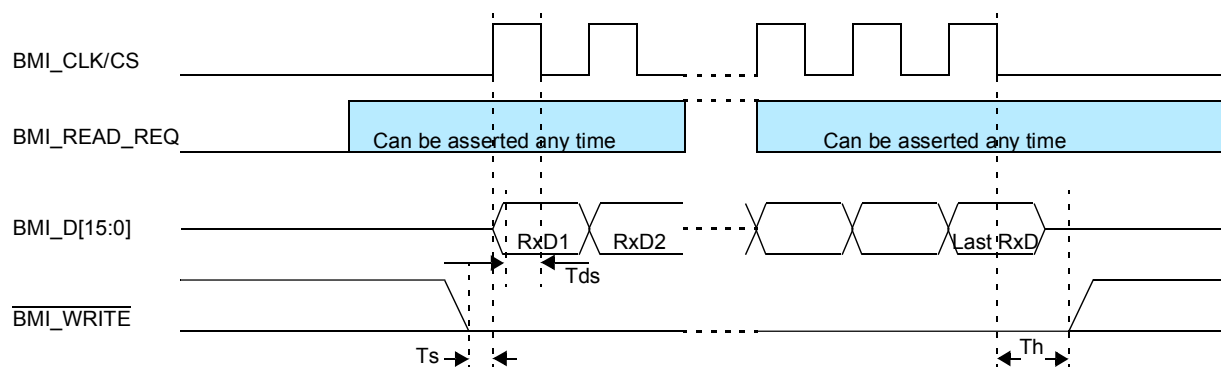 BMI_CLK/CS
BMI_READ_REQ
Can be asserted any time
Can be asserted any time
BMI_D[15:0]
RxD1
RxD2
Last RxD
Tds
BMI_WRITE
Ts
Th